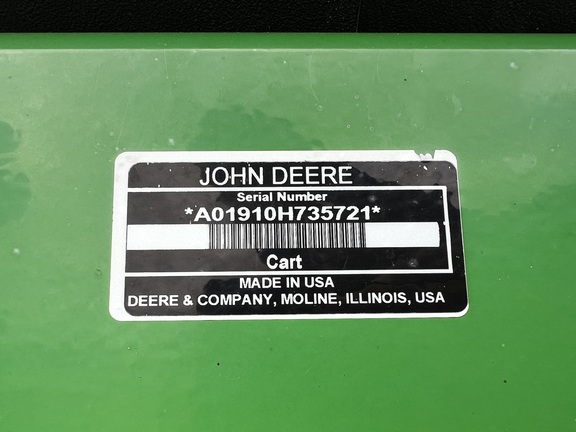 JOHN DEERE
Serial Number
*A01910H735721*
Cart
MADE IN USA
DEERE & COMPANY, MOLINE, ILLINOIS, USA